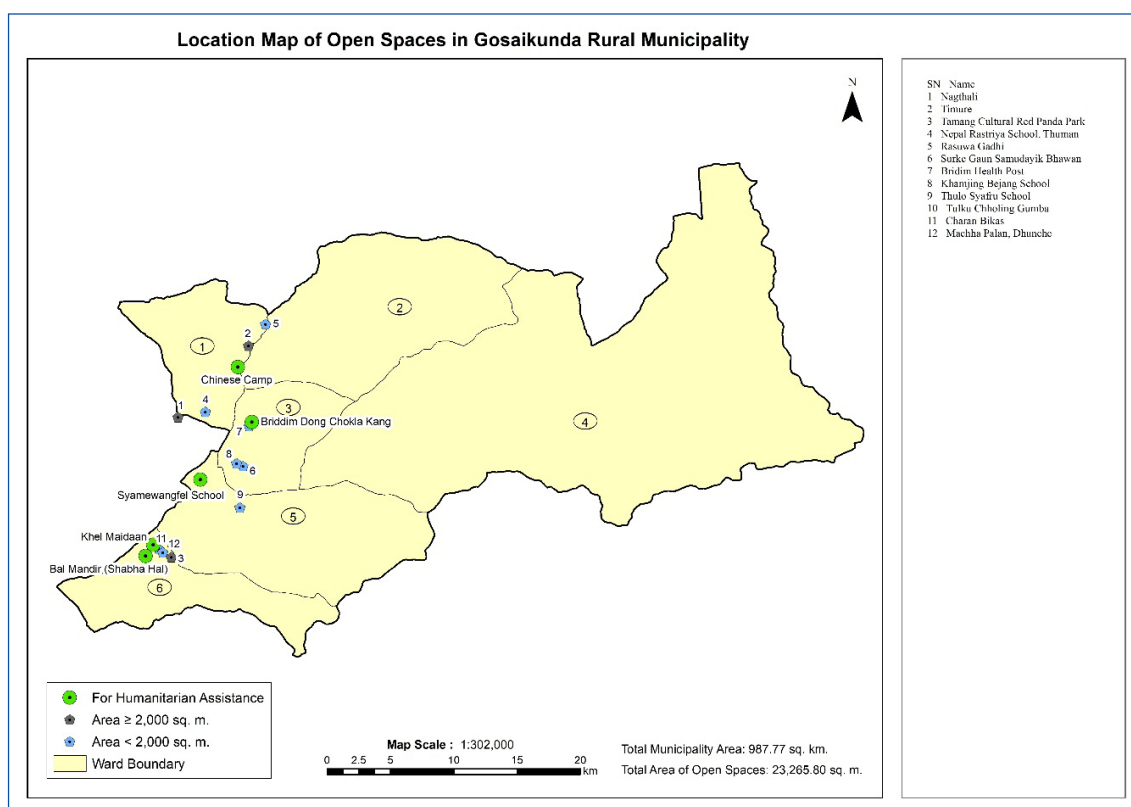 Location Map of Open Spaces in Gosaikunda Rural Municipality
N
SN Name
1 Nagthali
2 Timure
3 Tamang Cultural Red Panda Park
4 Nepal Rastriya School, Thuman
5 Rasuwa Gadhi
6 Surke Gaun Samudayik Bhawan
7 Bridim Health Post
8 Khamjing Bejang School
9 Thulo Syafru School
10 Tulku Chholing Gumba
11 Charan Bikas
12 Machha Palan, Dhunche
2
5
2
1
Chinese Camp
3
1
4
Briddim Dong Chokla Kang
4
7
8
6
Syamewangfel School
9
5
Khel Maidaan
11
12
3
Bal Mandir,(Shabha Hal)
6
For Humanitarian Assistance
Area ≥ 2,000 sq. m.
Area < 2,000 sq. m.
Ward Boundary
Map Scale : 1:302,000
0 2.5 5 10 15 20
km
Total Municipality Area: 987.77 sq. km.
Total Area of Open Spaces: 23,265.80 sq. m.